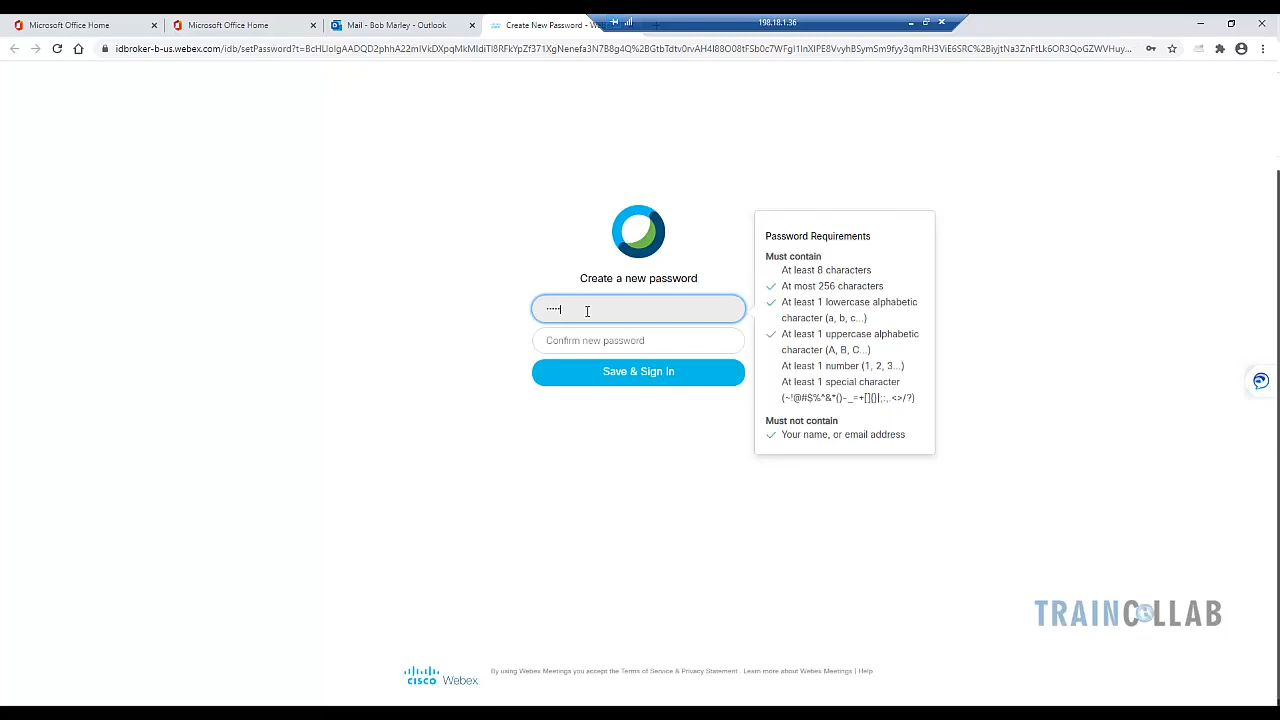 Microsoft Office Home
Microsoft Office Home
Mail - Bob Marley - Outlook
Create New Password - We
198.18.1.36
Create a new password
Confirm new password
Save & Sign In
Password Requirements
Must contain
At least 8 characters
At most 256 characters
At least 1 lowercase alphabetic
character (a, b, c...)
At least 1 uppercase alphabetic
character (A, B, C...)
At least 1 number (1, 2, 3...)
At least 1 special character
(~!@#$%^&*()-_=+[]{}|;:,.<>/?)
Must not contain
Your name, or email address
TRAINCOLLAB
CISCO Webex
By using Webex Meetings you accept the Terms of Service & Privacy Statement . Learn more about Webex Meetings | Help